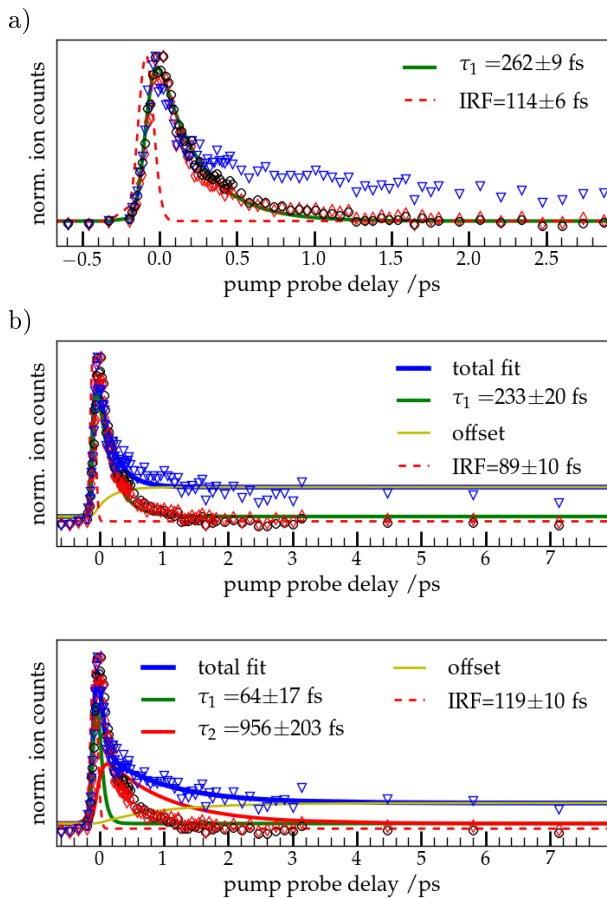 a)
norm. ion counts
τ₁ =262±9 fs
IRF=114±6 fs
−0.5 0.0 0.5 1.0 1.5 2.0 2.5
pump probe delay /ps
b)
norm. ion counts
total fit
τ₁ =233±20 fs
offset
IRF=89±10 fs
0 1 2 3 4 5 6 7
pump probe delay /ps
norm. ion counts
total fit
τ₁ =64±17 fs
τ₂ =956±203 fs
offset
IRF=119±10 fs
0 1 2 3 4 5 6 7
pump probe delay /ps